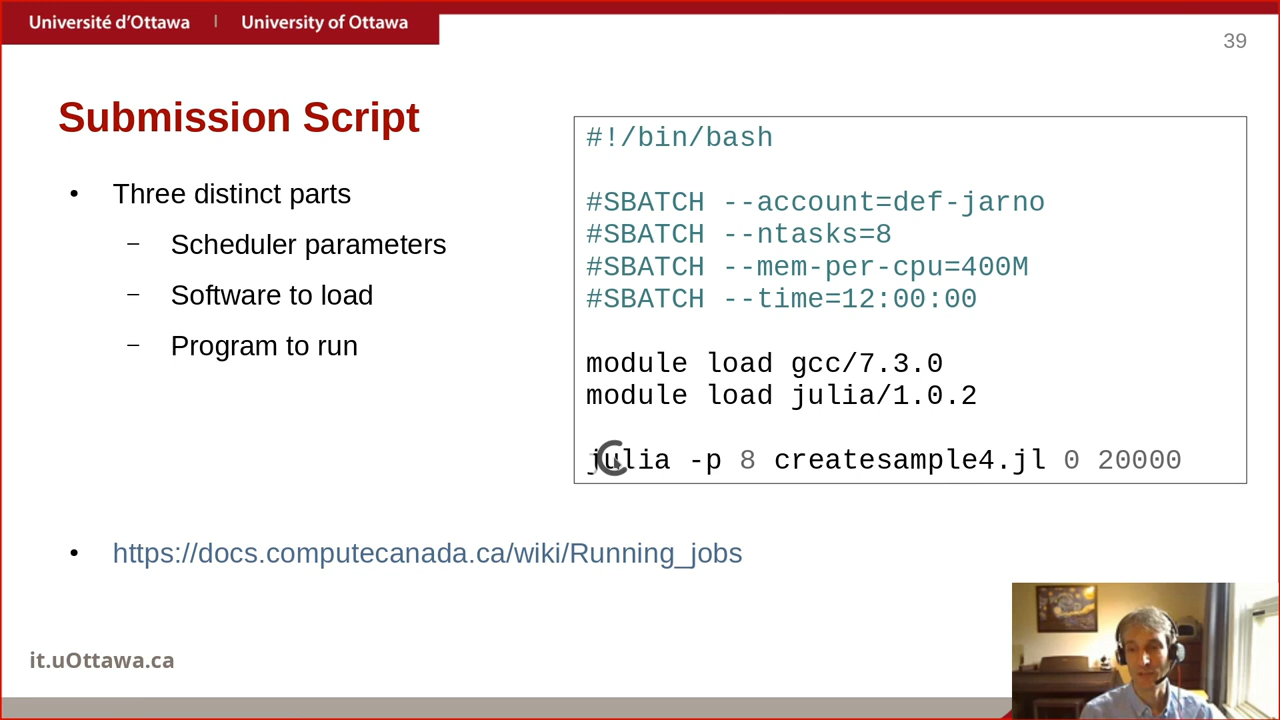 Université d'Ottawa | University of Ottawa
39
Submission Script
• Three distinct parts
– Scheduler parameters
– Software to load
– Program to run
#!/bin/bash
#SBATCH --account=def-jarno
#SBATCH --ntasks=8
#SBATCH --mem-per-cpu=400M
#SBATCH --time=12:00:00
module load gcc/7.3.0
module load julia/1.0.2
julia -p 8 createsample4.jl 0 20000
• https://docs.computecanada.ca/wiki/Running_jobs
it.uOttawa.ca